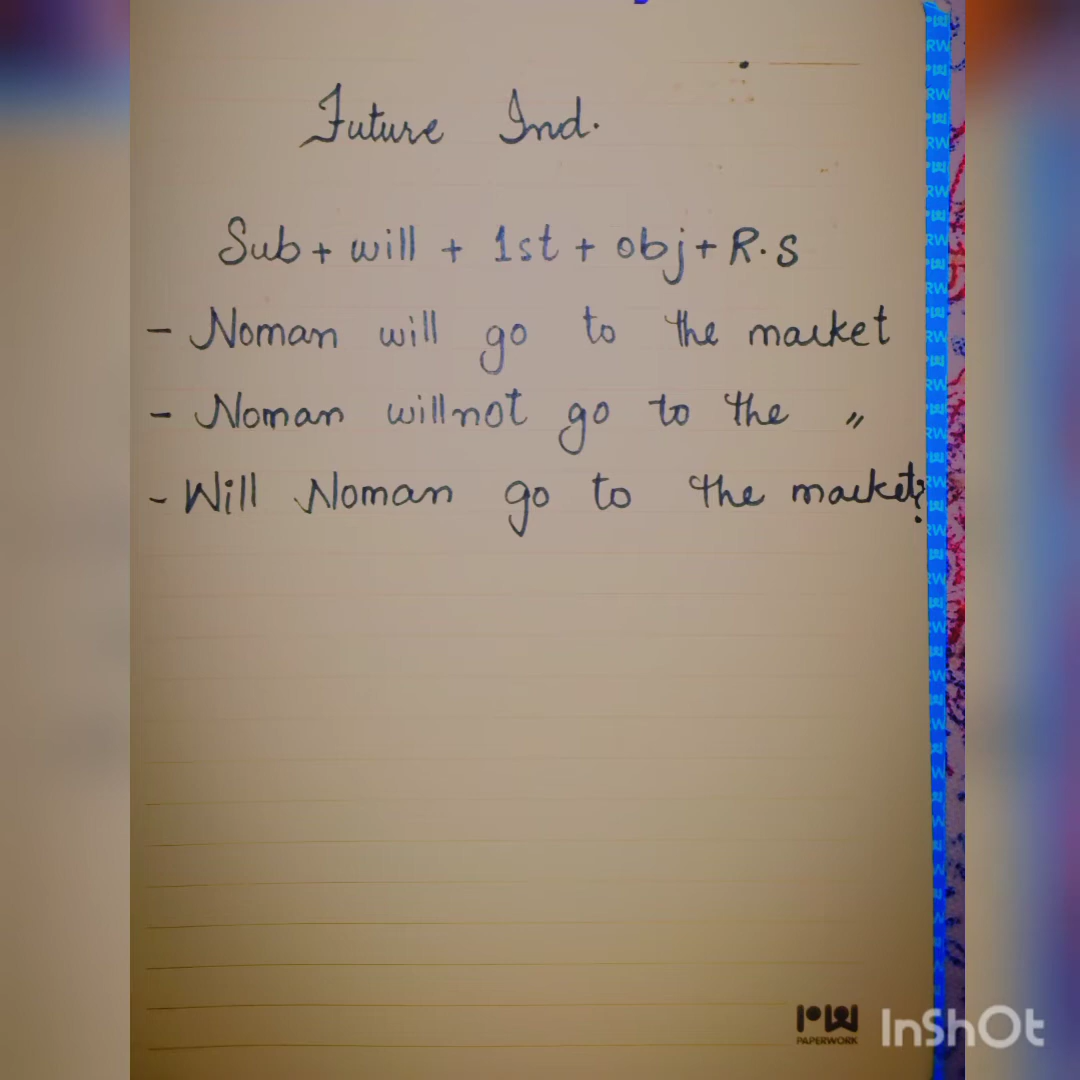 Future Ind.
Sub + will + 1st + obj + R.S
- Noman will go to the market
- Noman willnot go to the "
- Will Noman go to the market?
PW
PAPERWORK
InShOt